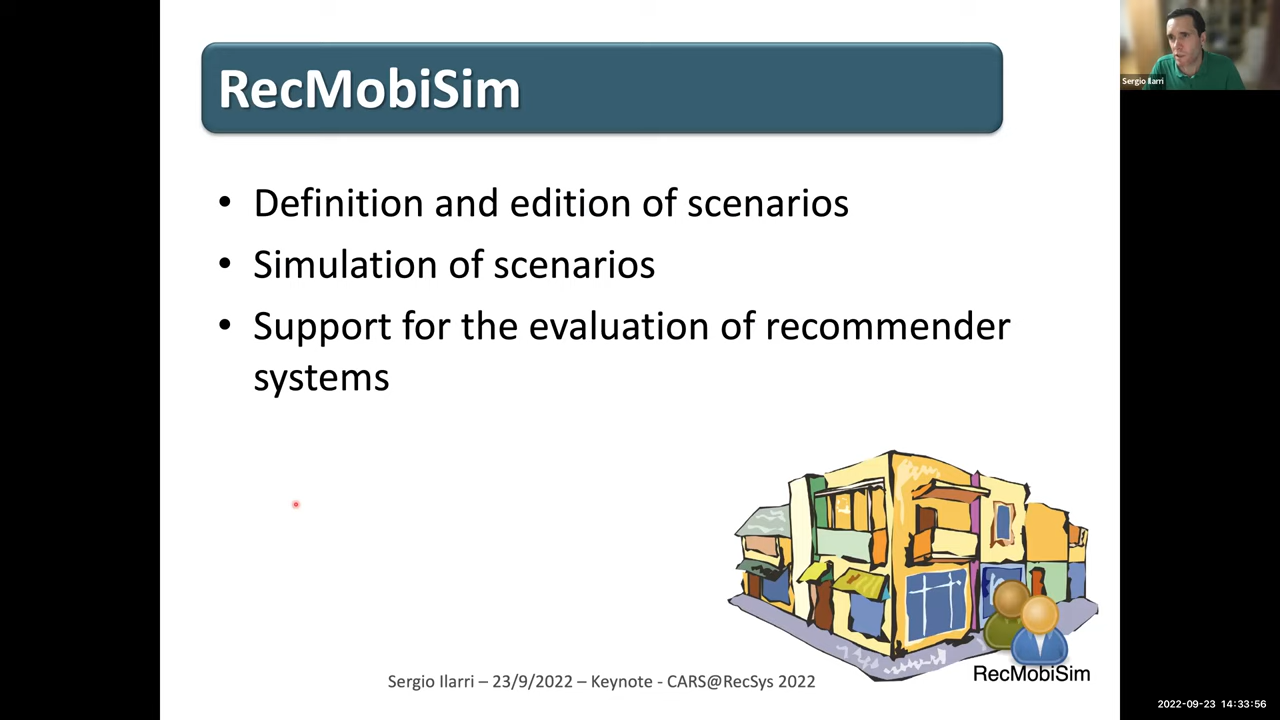 RecMobiSim
Sergio Ilarri
• Definition and edition of scenarios
• Simulation of scenarios
• Support for the evaluation of recommender
systems
RecMobiSim
Sergio Ilarri – 23/9/2022 – Keynote - CARS@RecSys 2022
2022-09-23 14:33:56